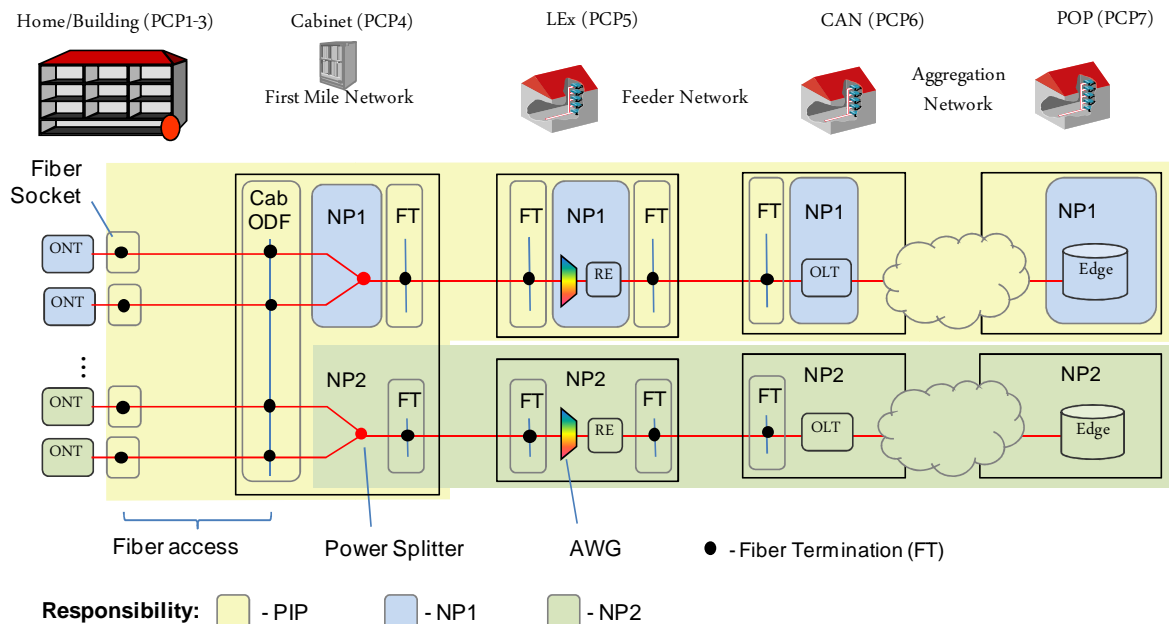 Home/Building (PCP1-3)
Cabinet (PCP4)
LEx (PCP5)
CAN (PCP6)
POP (PCP7)
First Mile Network
Feeder Network
Aggregation
Network
Fiber
Socket
Cab
ODF
NP1
FT
FT
NP1
FT
FT
NP1
NP1
ONT
RE
OLT
Edge
ONT
⋮
NP2
FT
FT
NP2
FT
FT
NP2
NP2
ONT
RE
OLT
Edge
ONT
Fiber access
Power Splitter
AWG
- Fiber Termination (FT)
Responsibility:
- PIP
- NP1
- NP2